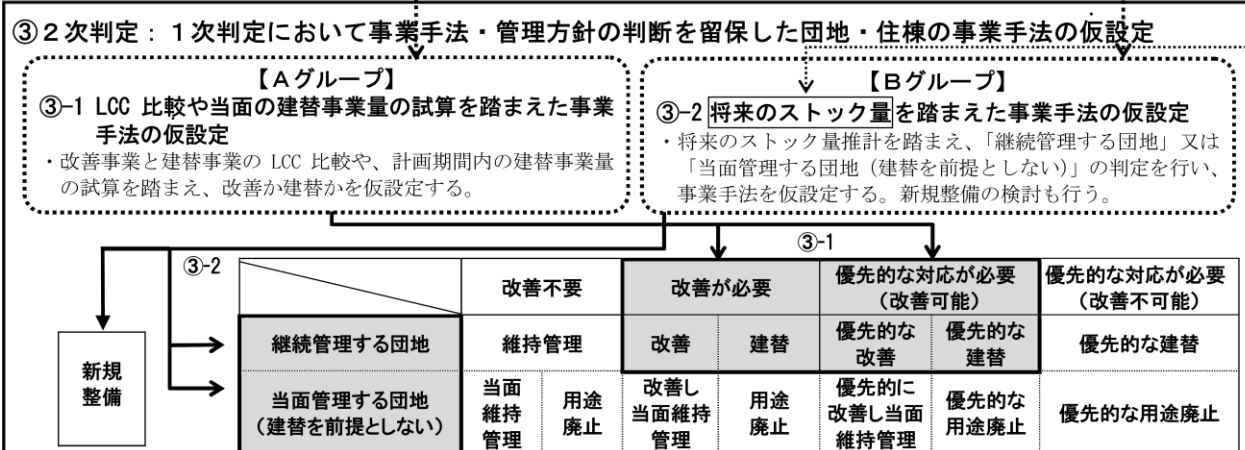 ③２次判定：１次判定において事業手法・管理方針の判断を留保した団地・住棟の事業手法の仮設定
【Ａグループ】
③-1 LCC 比較や当面の建替事業量の試算を踏まえた事業
手法の仮設定
・改善事業と建替事業の LCC 比較や、計画期間内の建替事業量
の試算を踏まえ、改善か建替かを仮設定する。
【Ｂグループ】
③-2 将来のストック量を踏まえた事業手法の仮設定
・将来のストック量推計を踏まえ、「継続管理する団地」又は
「当面管理する団地（建替を前提としない）」の判定を行い、
事業手法を仮設定する。新規整備の検討も行う。
③-1
③-2
新規
整備
改善不要
改善が必要
優先的な対応が必要
（改善可能）
優先的な対応が必要
（改善不可能）
継続管理する団地
維持管理
改善
建替
優先的な
改善
優先的な
建替
優先的な建替
当面管理する団地
（建替を前提としない）
当面
維持
管理
用途
廃止
改善し
当面維持
管理
用途
廃止
優先的に
改善し当面
維持管理
優先的な
用途廃止
優先的な用途廃止